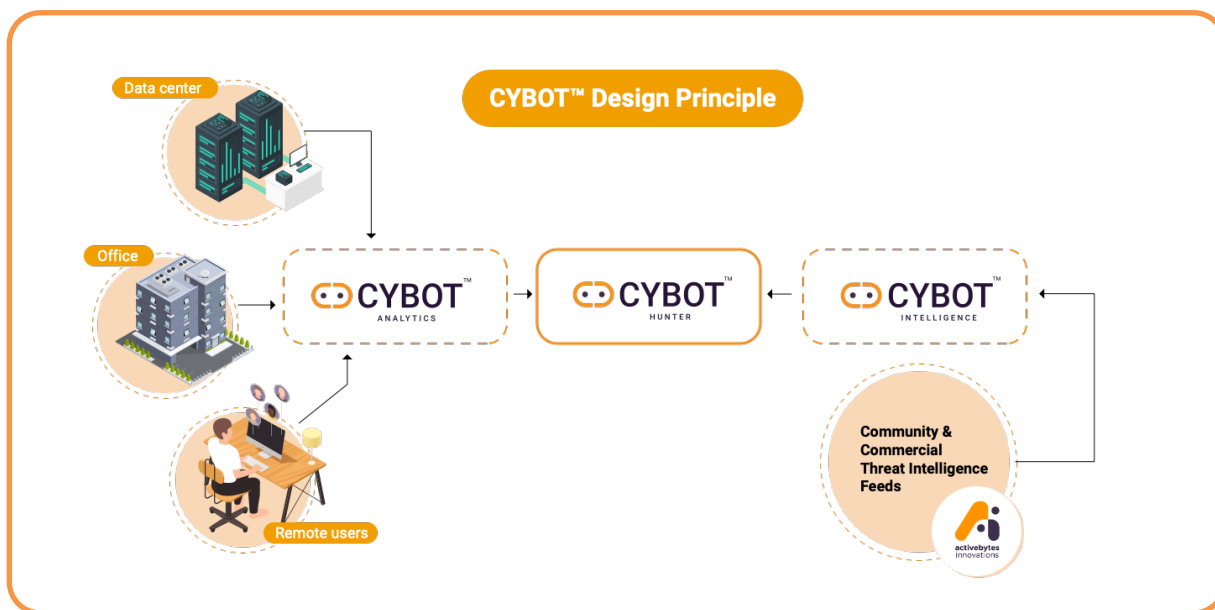 Data center
CYBOT™ Design Principle
Office
CYBOT™
ANALYTICS
CYBOT™
HUNTER
CYBOT™
INTELLIGENCE
Remote users
Community &
Commercial
Threat Intelligence
Feeds
activebytes
innovations